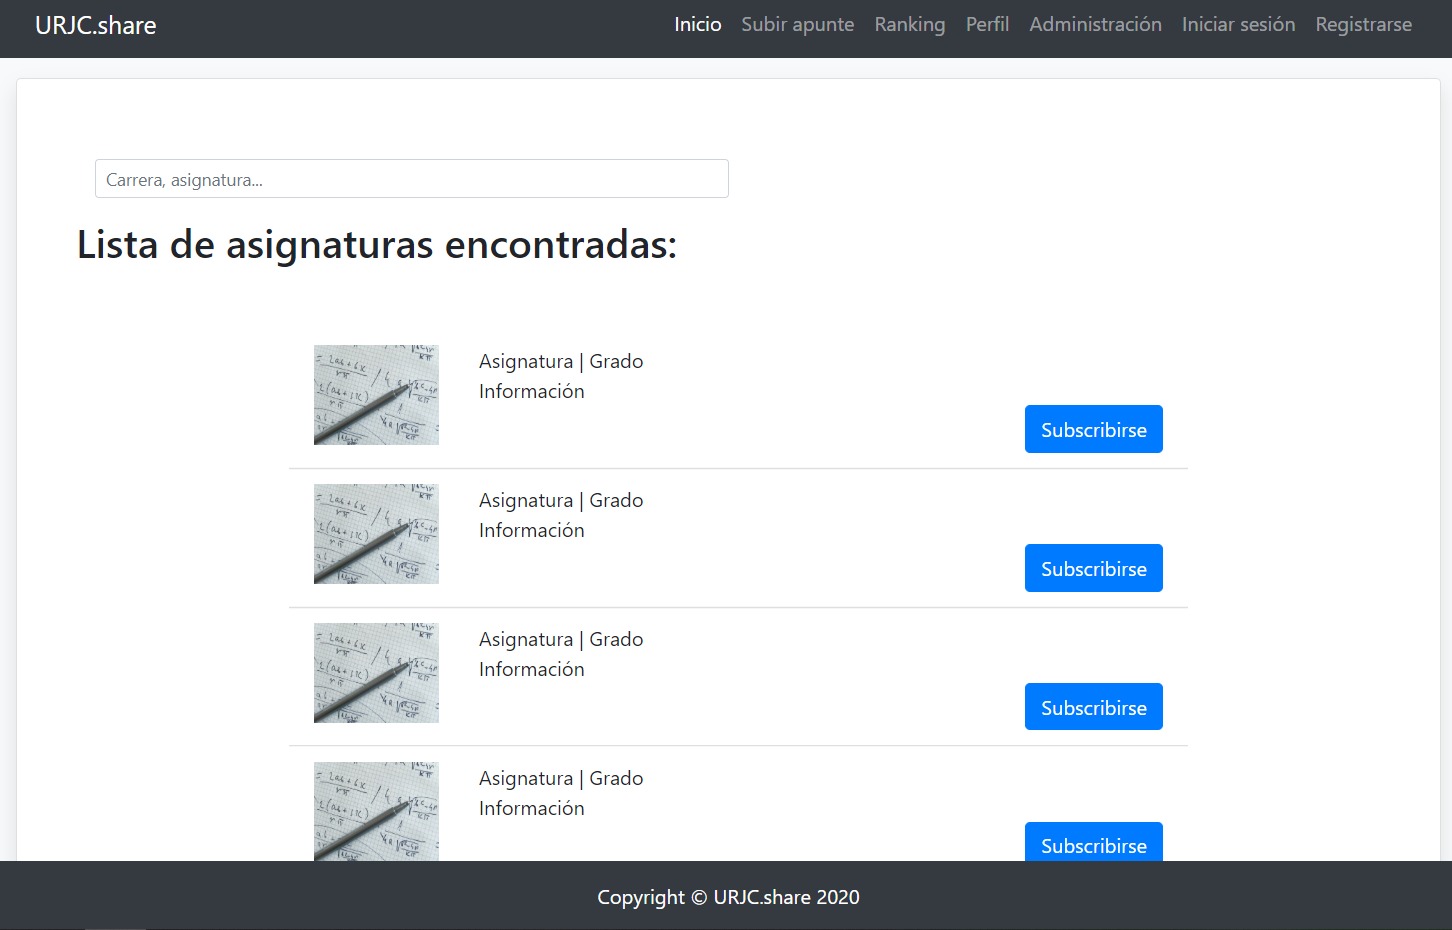 URJC.share Inicio Subir apunte Ranking Perfil Administración Iniciar sesión Registrarse
Carrera, asignatura...
Lista de asignaturas encontradas:
Asignatura | Grado
Información
Subscribirse
Asignatura | Grado
Información
Subscribirse
Asignatura | Grado
Información
Subscribirse
Asignatura | Grado
Información
Subscribirse
Copyright © URJC.share 2020